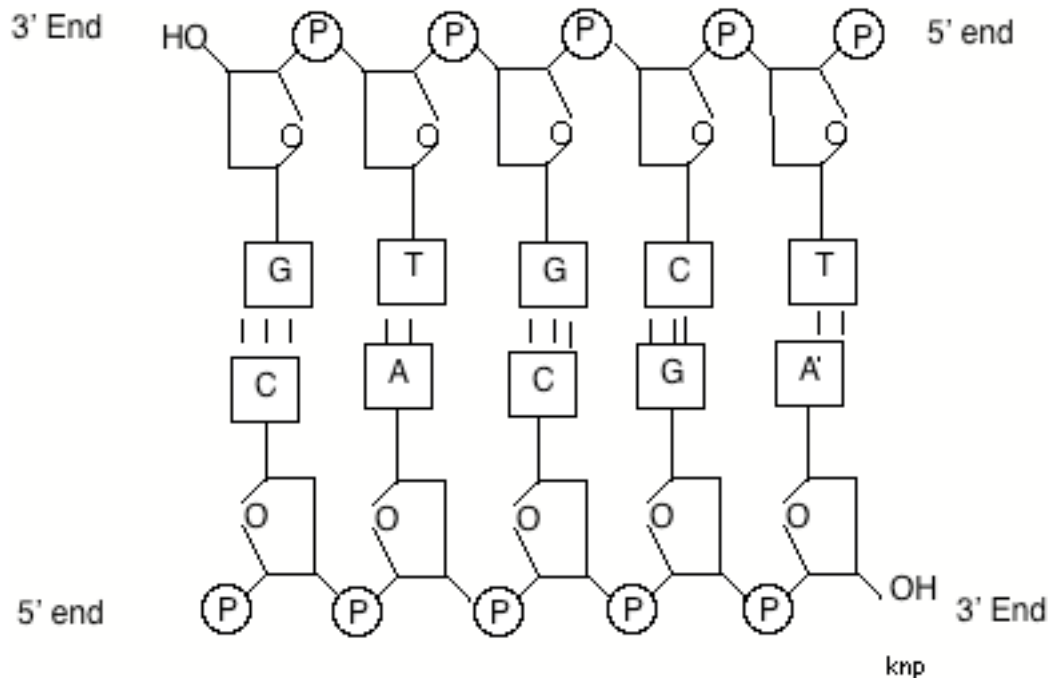 3' End HO P P P P P 5' end
O O O O O
G T G C T
C A C G A'
O O O O O
5' end P P P P P OH 3' End
knp